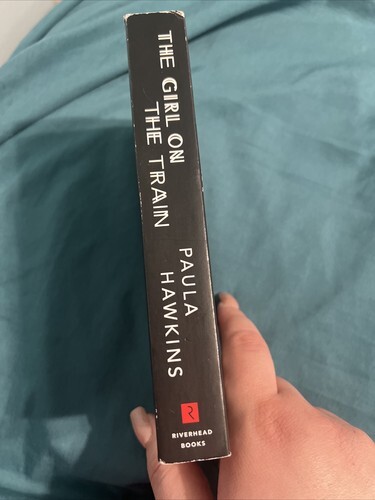 THE GIRL ON
THE TRAIN
PAULA
HAWKINS
R
RIVERHEAD
BOOKS